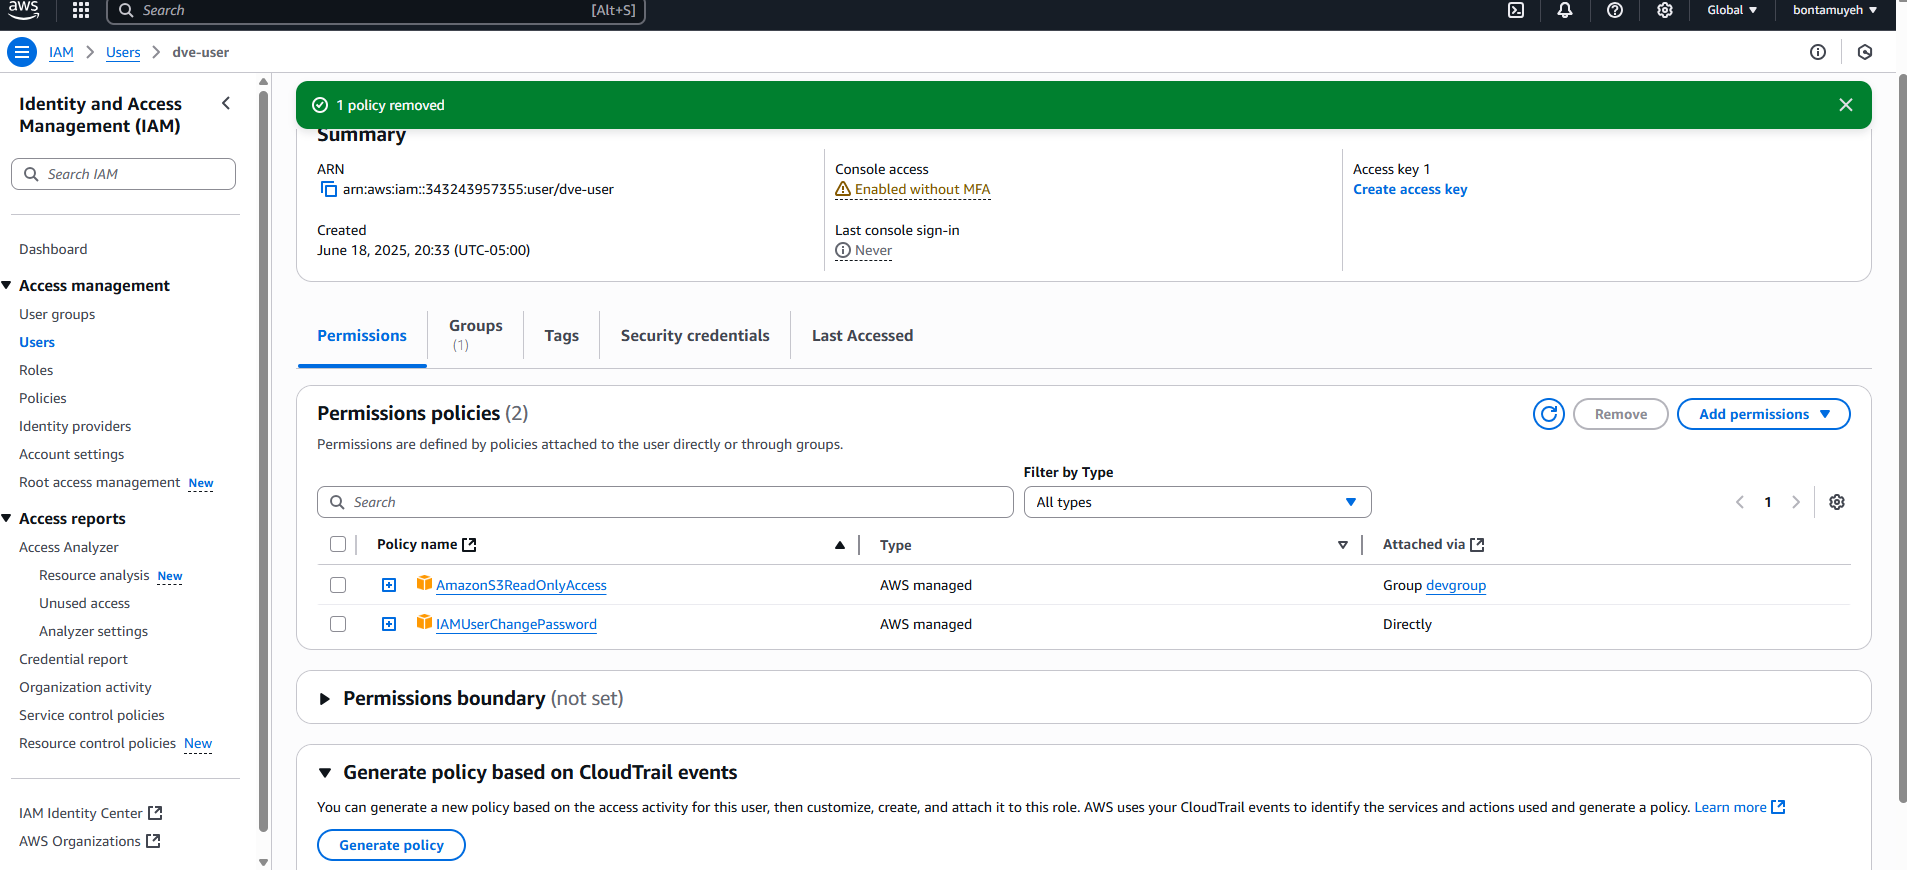 aws
Search [Alt+S]
Global
bontamuyeh
IAM
Users
dve-user
Identity and Access Management (IAM)
Search IAM
Dashboard
Access management
User groups
Users
Roles
Policies
Identity providers
Account settings
Root access management New
Access reports
Access Analyzer
Resource analysis New
Unused access
Analyzer settings
Credential report
Organization activity
Service control policies
Resource control policies New
IAM Identity Center
AWS Organizations
1 policy removed
Summary
ARN
arn:aws:iam::343243957355:user/dve-user
Created
June 18, 2025, 20:33 (UTC-05:00)
Console access
Enabled without MFA
Last console sign-in
Never
Access key 1
Create access key
Permissions
Groups
(1)
Tags
Security credentials
Last Accessed
Permissions policies (2)
Remove
Add permissions
Permissions are defined by policies attached to the user directly or through groups.
Filter by Type
Search
All types
1
Policy name
Type
Attached via
AmazonS3ReadOnlyAccess
AWS managed
Group devgroup
IAMUserChangePassword
AWS managed
Directly
Permissions boundary (not set)
Generate policy based on CloudTrail events
You can generate a new policy based on the access activity for this user, then customize, create, and attach it to this role. AWS uses your CloudTrail events to identify the services and actions used and generate a policy. Learn more
Generate policy